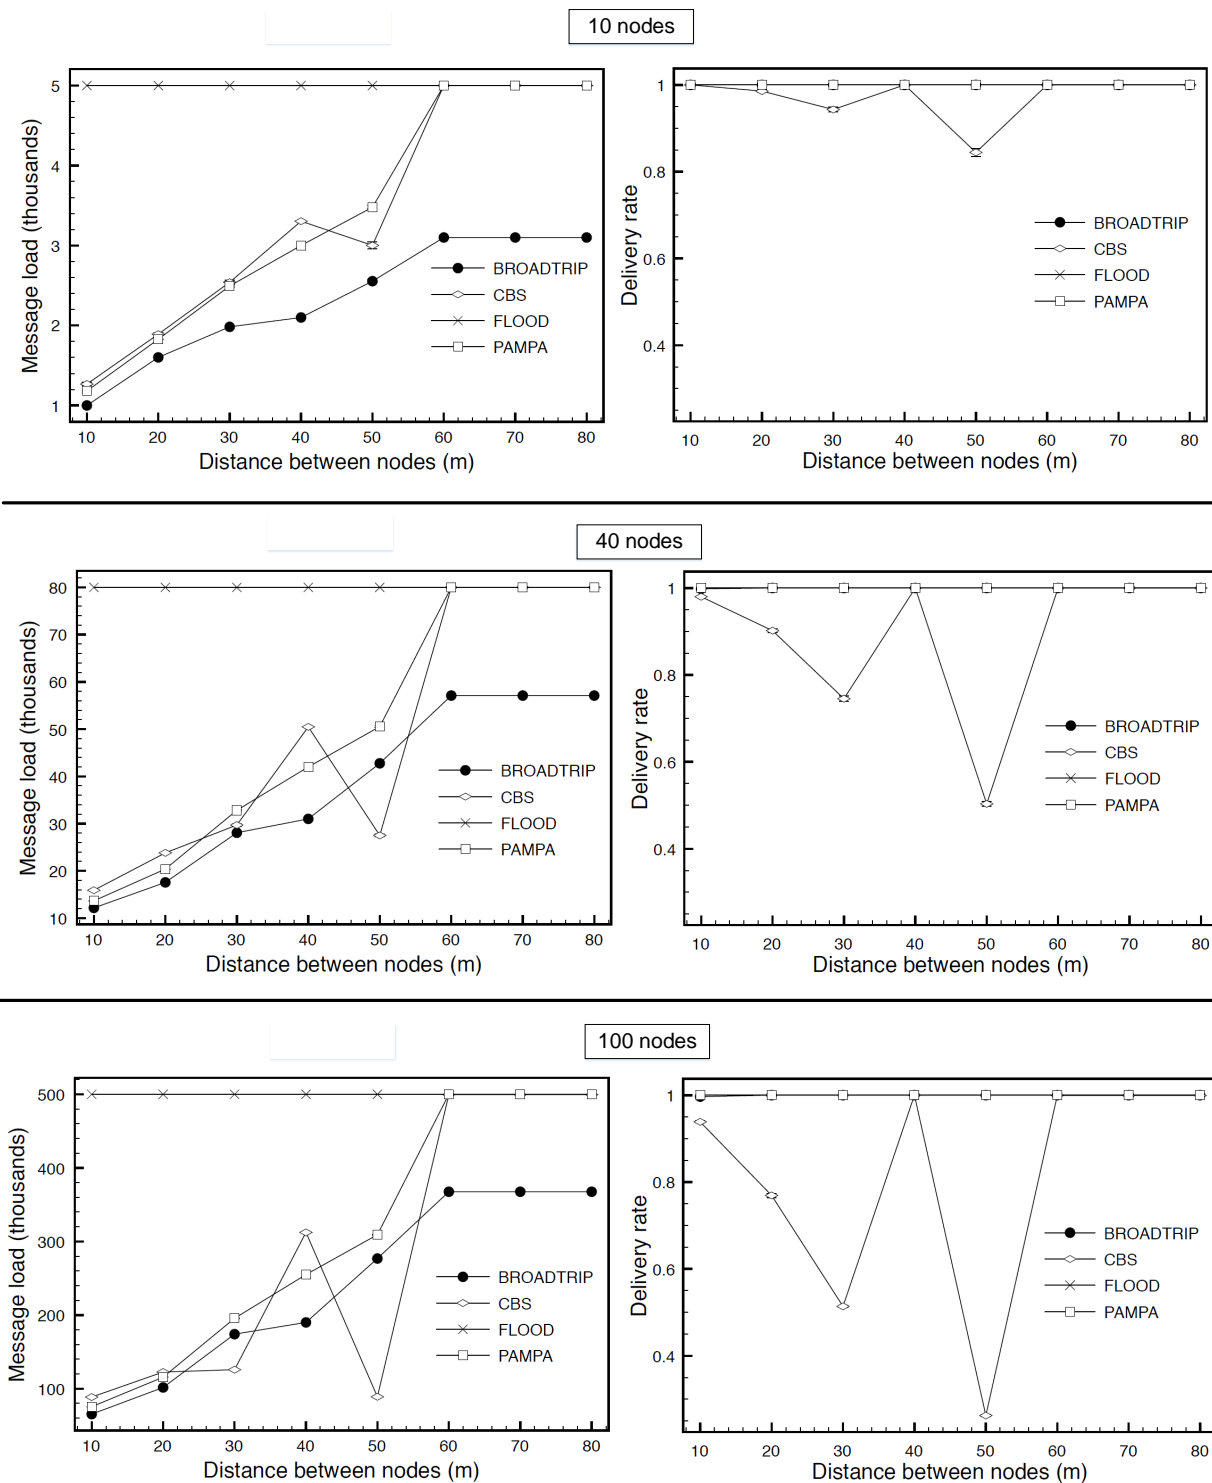 10 nodes
Message load (thousands)
5
4
3
2
1
BROADTRIP
CBS
FLOOD
PAMPA
10 20 30 40 50 60 70 80
Distance between nodes (m)
Delivery rate
1
0.8
0.6
0.4
BROADTRIP
CBS
FLOOD
PAMPA
10 20 30 40 50 60 70 80
Distance between nodes (m)
40 nodes
Message load (thousands)
80
70
60
50
40
30
20
10
BROADTRIP
CBS
FLOOD
PAMPA
10 20 30 40 50 60 70 80
Distance between nodes (m)
Delivery rate
1
0.8
0.6
0.4
BROADTRIP
CBS
FLOOD
PAMPA
10 20 30 40 50 60 70 80
Distance between nodes (m)
100 nodes
Message load (thousands)
500
400
300
200
100
BROADTRIP
CBS
FLOOD
PAMPA
10 20 30 40 50 60 70 80
Distance between nodes (m)
Delivery rate
1
0.8
0.6
0.4
BROADTRIP
CBS
FLOOD
PAMPA
10 20 30 40 50 60 70 80
Distance between nodes (m)